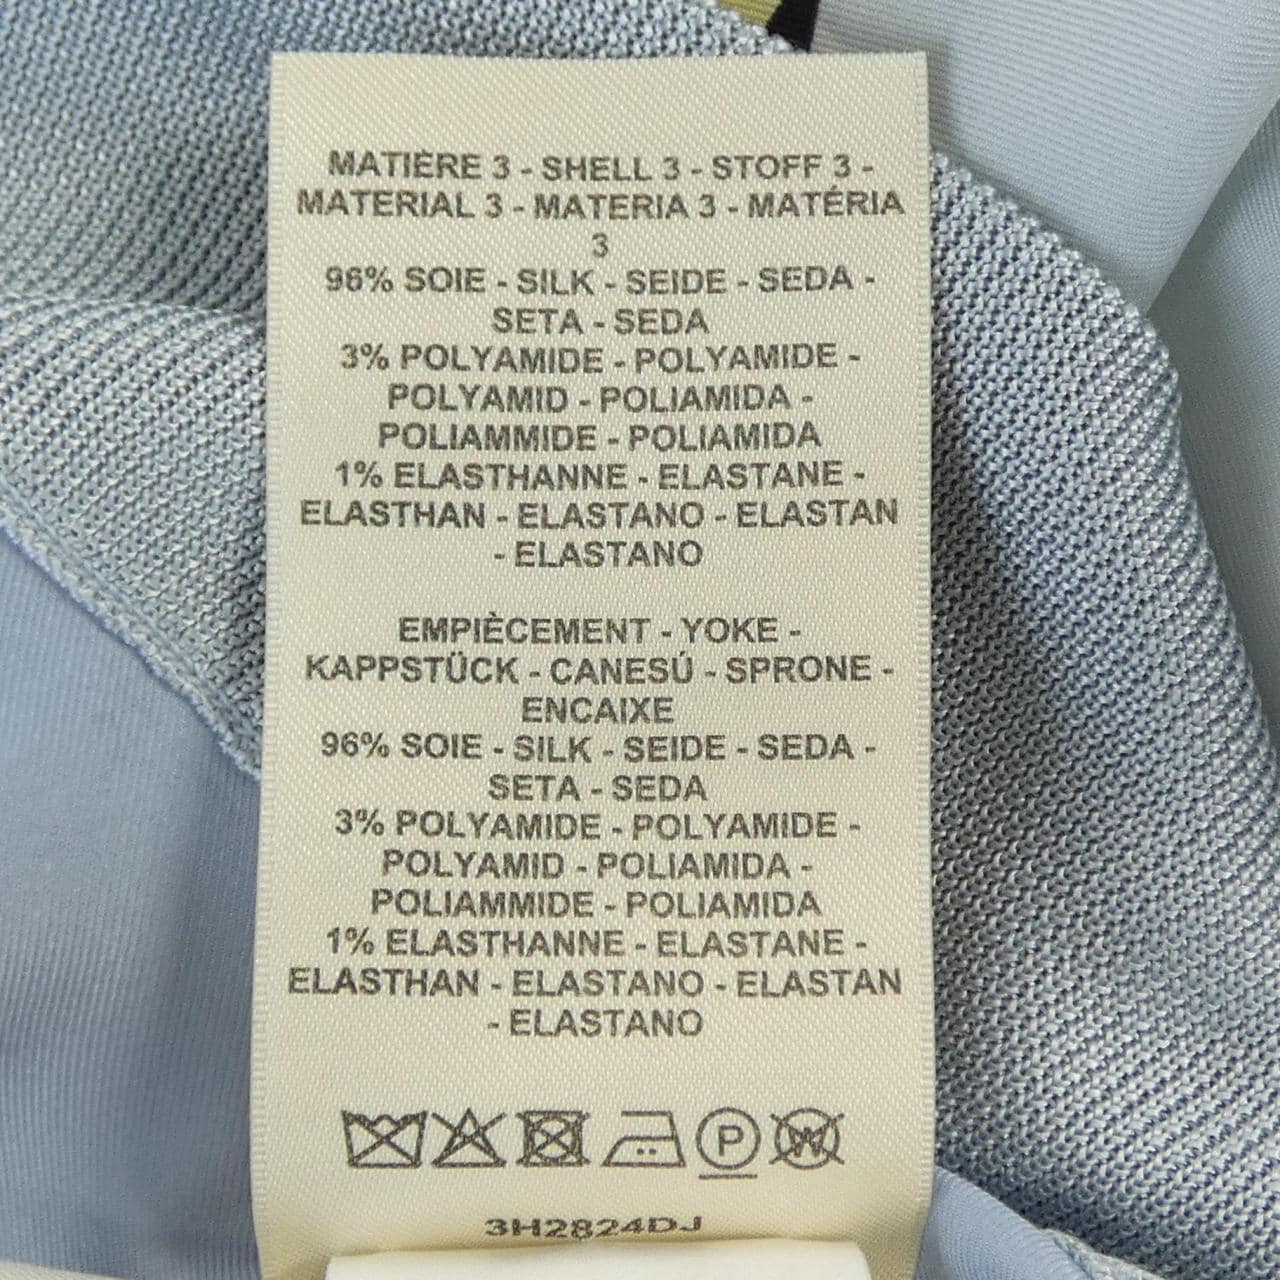 MATIÈRE 3 - SHELL 3 - STOFF 3 -
MATERIAL 3 - MATERIA 3 - MATÉRIA
3
96% SOIE - SILK - SEIDE - SEDA -
SETA - SEDA
3% POLYAMIDE - POLYAMIDE -
POLYAMID - POLIAMIDA -
POLIAMMIDE - POLIAMIDA
1% ELASTHANNE - ELASTANE -
ELASTHAN - ELASTANO - ELASTAN
- ELASTANO
EMPIÈCEMENT - YOKE -
KAPPSTÜCK - CANESÚ - SPRONE -
ENCAIXE
96% SOIE - SILK - SEIDE - SEDA -
SETA - SEDA
3% POLYAMIDE - POLYAMIDE -
POLYAMID - POLIAMIDA -
POLIAMMIDE - POLIAMIDA
1% ELASTHANNE - ELASTANE -
ELASTHAN - ELASTANO - ELASTAN
- ELASTANO
P W
3H2824DJ